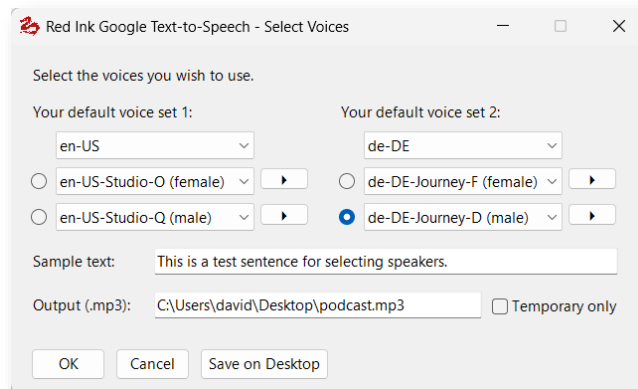 Red Ink Google Text-to-Speech - Select Voices
Select the voices you wish to use.
Your default voice set 1: Your default voice set 2:
en-US de-DE
en-US-Studio-O (female) de-DE-Journey-F (female)
en-US-Studio-Q (male) de-DE-Journey-D (male)
Sample text: This is a test sentence for selecting speakers.
Output (.mp3): C:\Users\david\Desktop\podcast.mp3 Temporary only
OK Cancel Save on Desktop